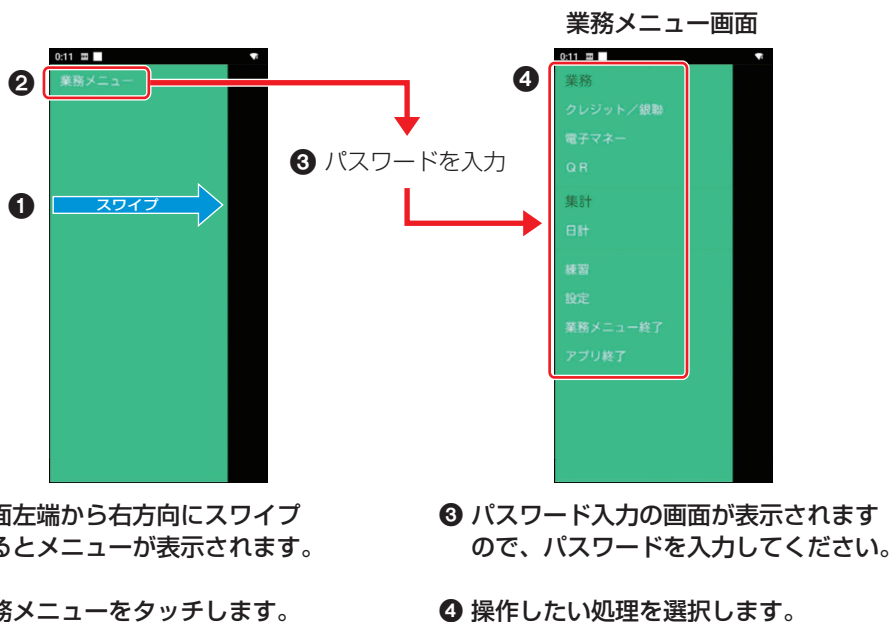 業務メニュー画面
0:11
❷ 業務メニュー
❸ パスワードを入力
❶ スワイプ
0:11
❹ 業務
クレジット／銀聯
電子マネー
QR
集計
日計
練習
設定
業務メニュー終了
アプリ終了
面左端から右方向にスワイプ
るとメニューが表示されます。
務メニューをタッチします。
❸ パスワード入力の画面が表示されます
ので、パスワードを入力してください。
❹ 操作したい処理を選択します。